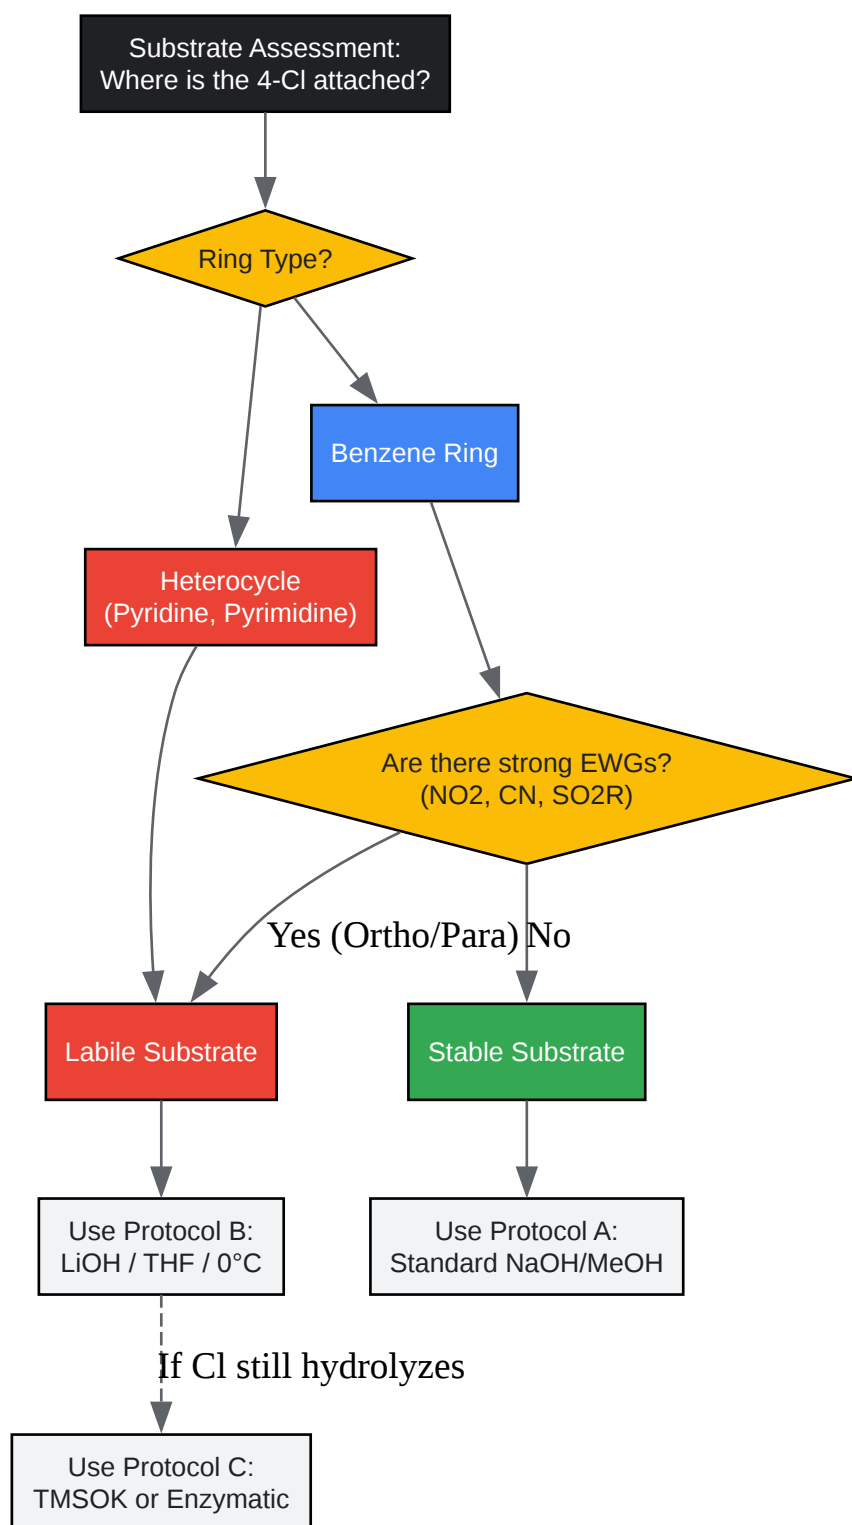 Substrate Assessment:
Where is the 4-Cl attached?
Ring Type?
Benzene Ring
Heterocycle
(Pyridine, Pyrimidine)
Are there strong EWGs?
(NO2, CN, SO2R)
Yes (Ortho/Para)
No
Labile Substrate
Stable Substrate
Use Protocol B:
LiOH / THF / 0°C
Use Protocol A:
Standard NaOH/MeOH
If Cl still hydrolyzes
Use Protocol C:
TMSOK or Enzymatic